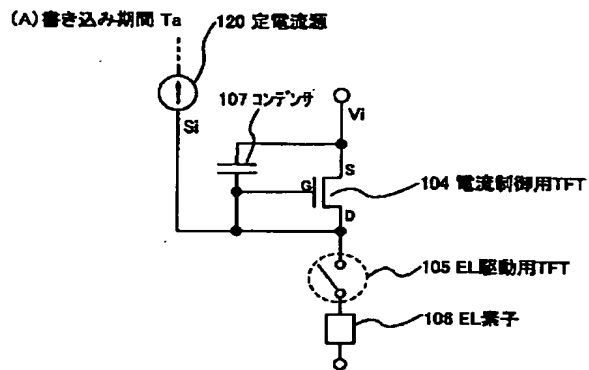 (A)書き込み期間 Ta
120 定電流源
107 コンデンサ
Si
Vi
S
G
D
104 電流制御用TFT
105 EL駆動用TFT
106 EL素子